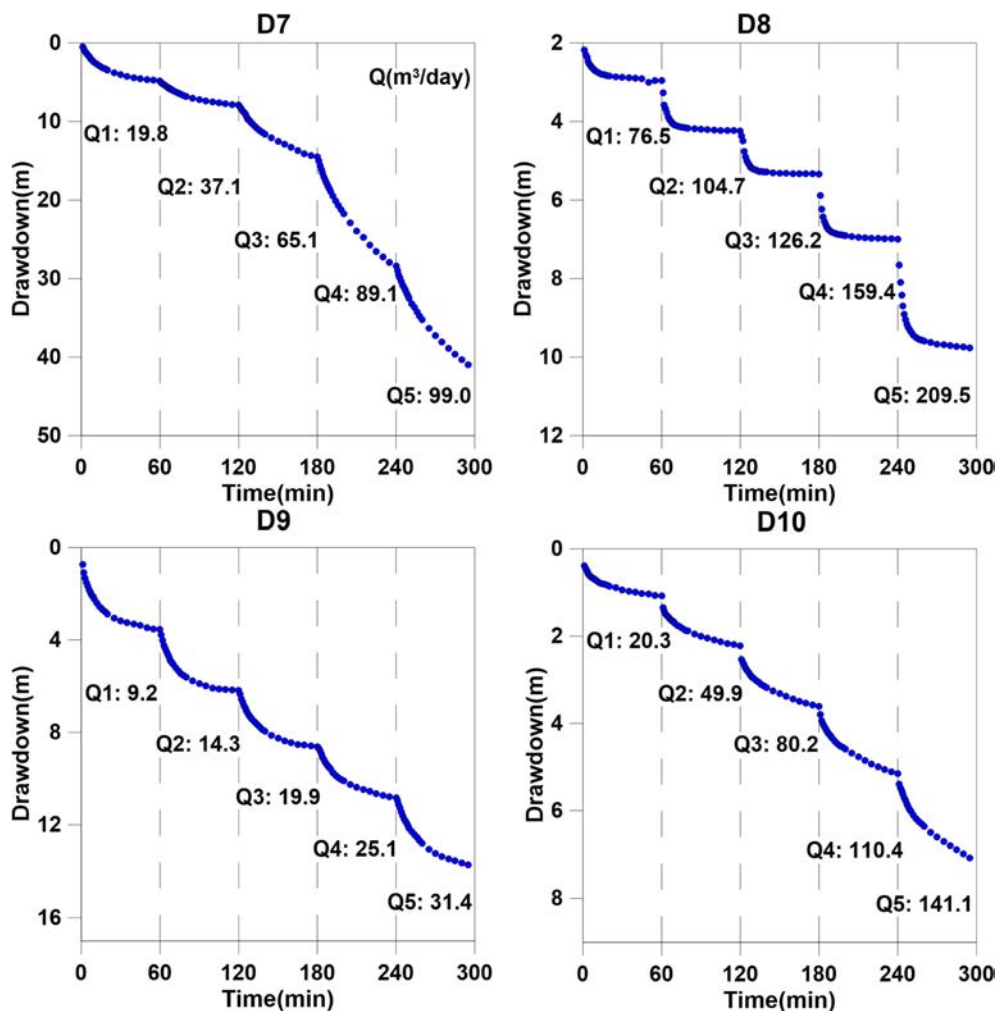 D7
Q(m³/day)
0
10
20
30
40
50
Drawdown(m)
Q1: 19.8
Q2: 37.1
Q3: 65.1
Q4: 89.1
Q5: 99.0
0 60 120 180 240 300
Time(min)
D8
2
4
6
8
10
12
Drawdown(m)
Q1: 76.5
Q2: 104.7
Q3: 126.2
Q4: 159.4
Q5: 209.5
0 60 120 180 240 300
Time(min)
D9
0
4
8
12
16
Drawdown(m)
Q1: 9.2
Q2: 14.3
Q3: 19.9
Q4: 25.1
Q5: 31.4
0 60 120 180 240 300
Time(min)
D10
0
2
4
6
8
Drawdown(m)
Q1: 20.3
Q2: 49.9
Q3: 80.2
Q4: 110.4
Q5: 141.1
0 60 120 180 240 300
Time(min)